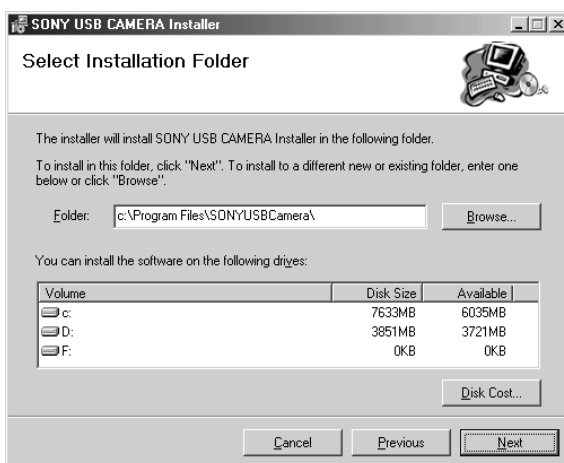 SONY USB CAMERA Installer
Select Installation Folder
The installer will install SONY USB CAMERA Installer in the following folder.
To install in this folder, click "Next". To install to a different new or existing folder, enter one
below or click "Browse".
Folder: c:\Program Files\SONYUSBCamera\ Browse...
You can install the software on the following drives:
Volume Disk Size Available
c: 7633MB 6035MB
D: 3851MB 3721MB
F: 0KB 0KB
Disk Cost...
Cancel Previous Next